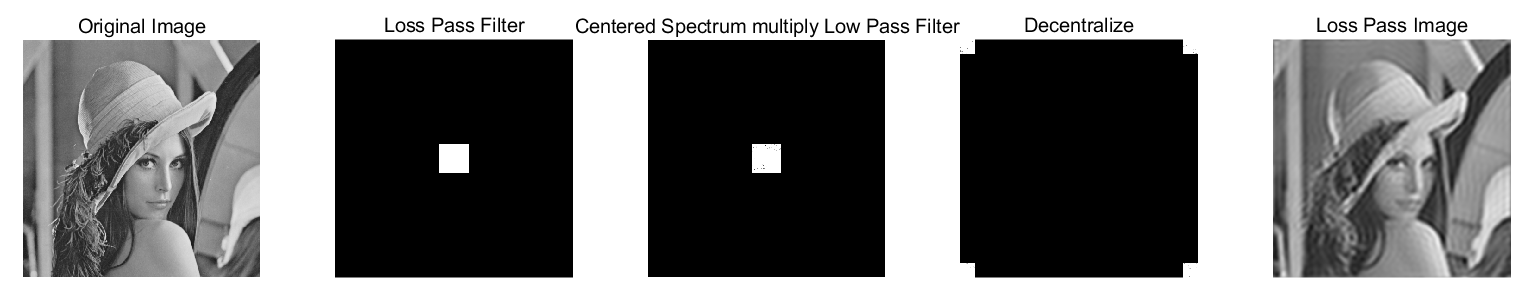 Original Image
Loss Pass Filter
Centered Spectrum multiply Low Pass Filter
Decentralize
Loss Pass Image